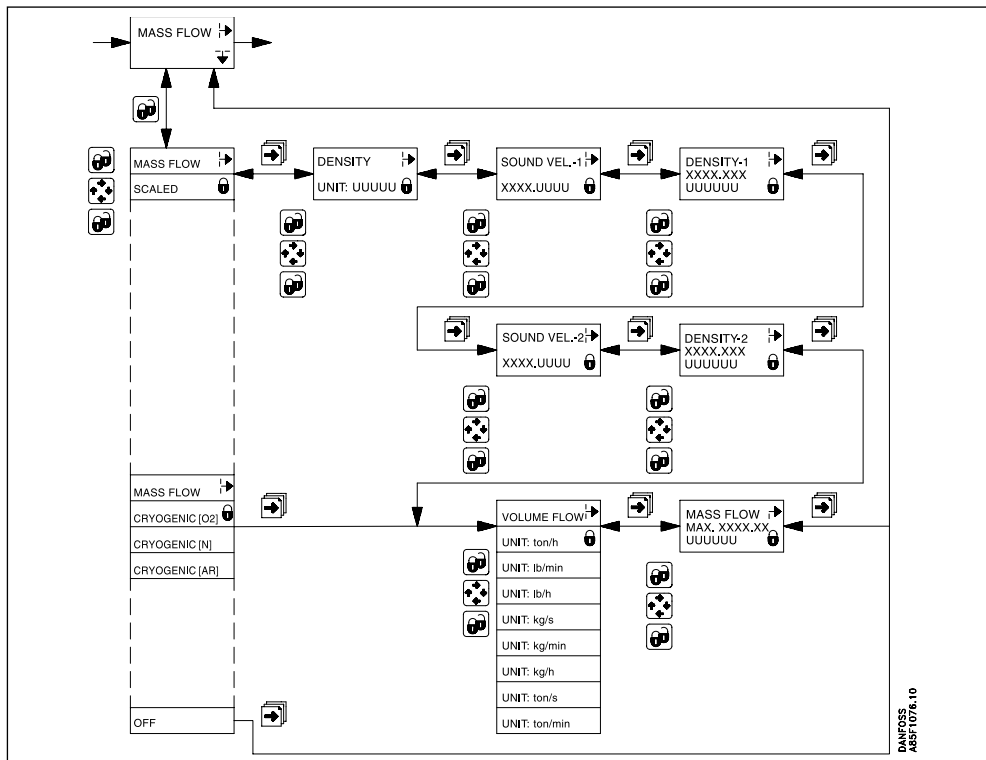 MASS FLOW
MASS FLOW
SCALED
DENSITY
UNIT: UUUUU
SOUND VEL.-1
XXXX.UUUU
DENSITY-1
XXXX.XXX
UUUUUU
SOUND VEL.-2
XXXX.UUUU
DENSITY-2
XXXX.XXX
UUUUUU
MASS FLOW
CRYOGENIC [O2]
CRYOGENIC [N]
CRYOGENIC [AR]
VOLUME FLOW
UNIT: ton/h
UNIT: lb/min
UNIT: lb/h
UNIT: kg/s
UNIT: kg/min
UNIT: kg/h
UNIT: ton/s
UNIT: ton/min
MASS FLOW
MAX. XXXX.XX
UUUUUU
OFF
DANFOSS
A85F1076.10